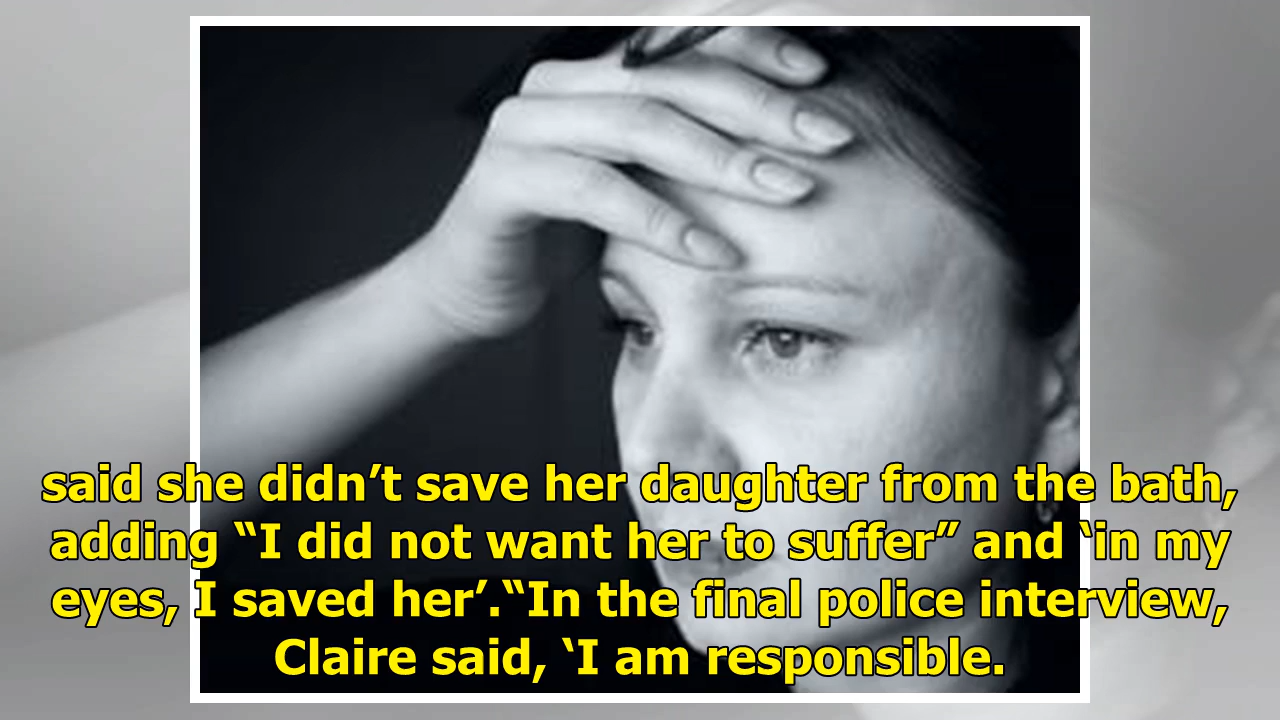 said she didn’t save her daughter from the bath,
adding “I did not want her to suffer” and ‘in my
eyes, I saved her’.“In the final police interview,
Claire said, ‘I am responsible.